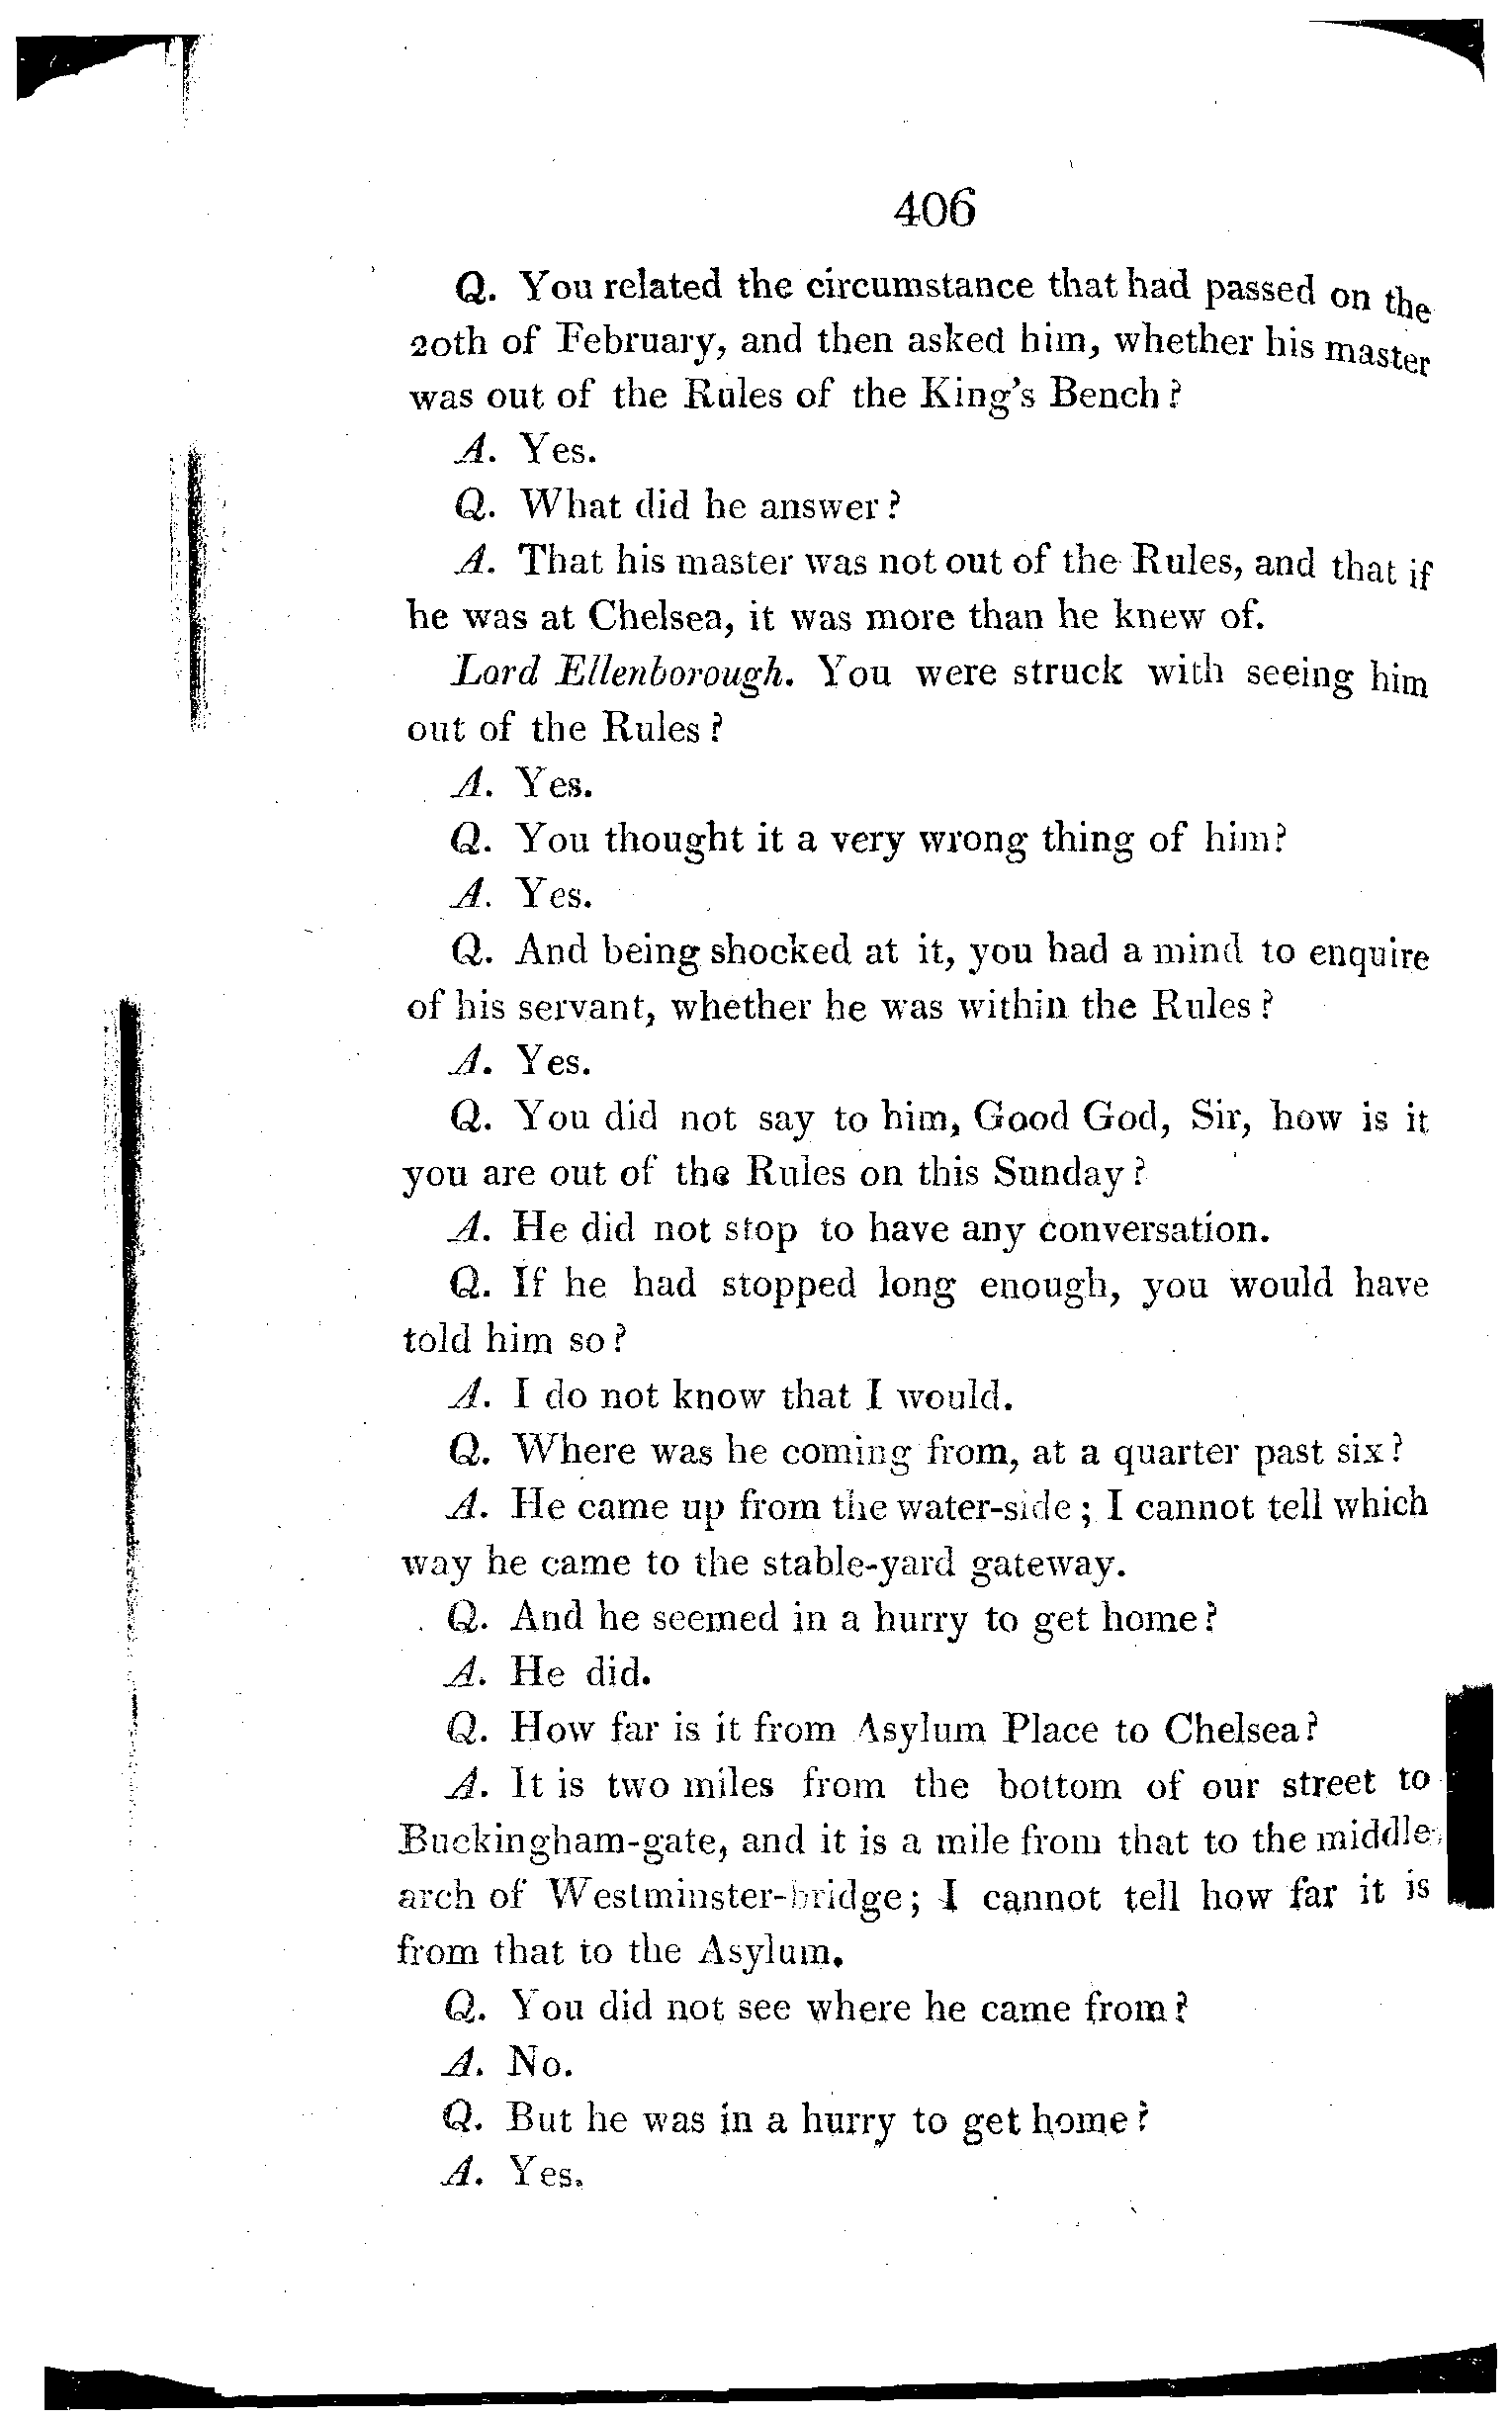 406
Q. You related the circumstance that had passed on the
20th of February, and then asked him, whether his master
was out of the Rules of the King's Bench?
A. Yes.
Q. What did he answer?
A. That his master was not out of the Rules, and that if
he was at Chelsea, it was more than he knew of.
Lord Ellenborough. You were struck with seeing him
out of the Rules?
A. Yes.
Q. You thought it a very wrong thing of him?
A. Yes.
Q. And being shocked at it, you had a mind to enquire
of his servant, whether he was within the Rules?
A. Yes.
Q. You did not say to him, Good God, Sir, how is it
you are out of the Rules on this Sunday?
A. He did not stop to have any conversation.
Q. If he had stopped long enough, you would have
told him so?
A. I do not know that I would.
Q. Where was he coming from, at a quarter past six?
A. He came up from the water-side; I cannot tell which
way he came to the stable-yard gateway.
Q. And he seemed in a hurry to get home?
A. He did.
Q. How far is it from Asylum Place to Chelsea?
A. It is two miles from the bottom of our street to
Buckingham-gate, and it is a mile from that to the middle
arch of Westminster-bridge; I cannot tell how far it is
from that to the Asylum.
Q. You did not see where he came from?
A. No.
Q. But he was in a hurry to get home?
A. Yes.